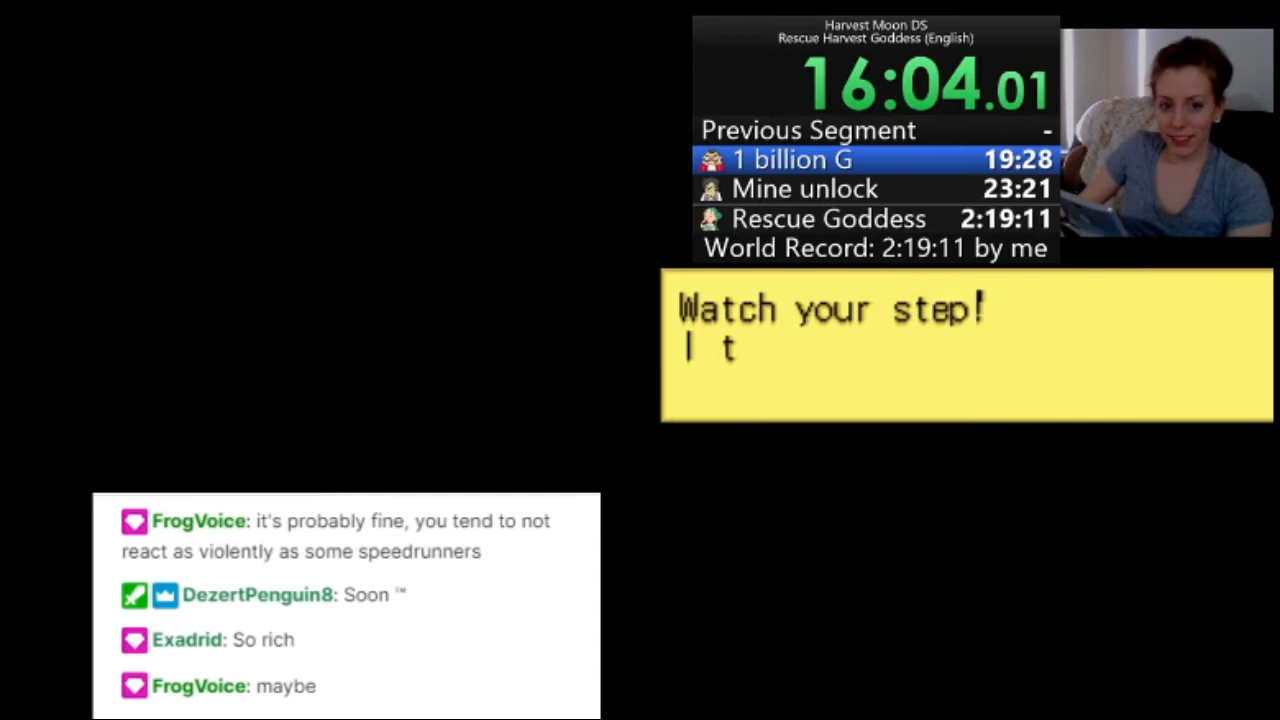 Harvest Moon DS
Rescue Harvest Goddess (English)
16:04.01
Previous Segment -
1 billion G 19:28
Mine unlock 23:21
Rescue Goddess 2:19:11
World Record: 2:19:11 by me
Watch your step!
I t
FrogVoice: it's probably fine, you tend to not
react as violently as some speedrunners
DezertPenguin8: Soon ™
Exadrid: So rich
FrogVoice: maybe